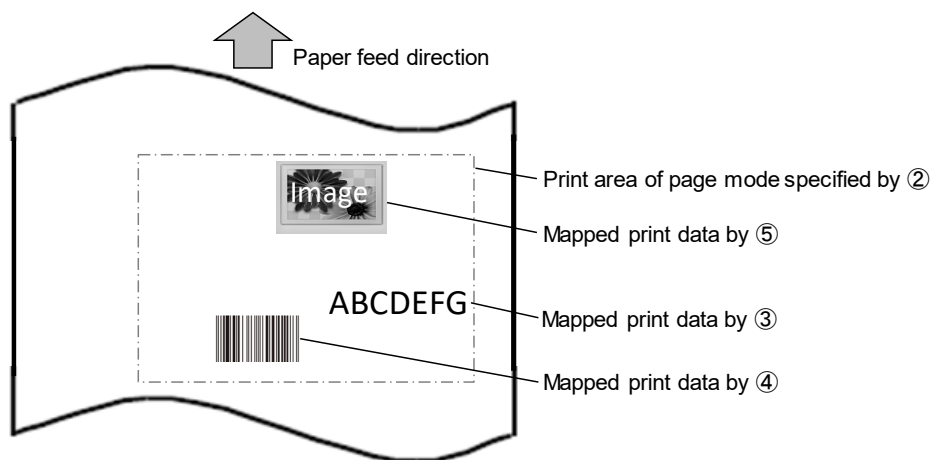 Paper feed direction
Image
Print area of page mode specified by ②
Mapped print data by ⑤
ABCDEFG
Mapped print data by ③
Mapped print data by ④